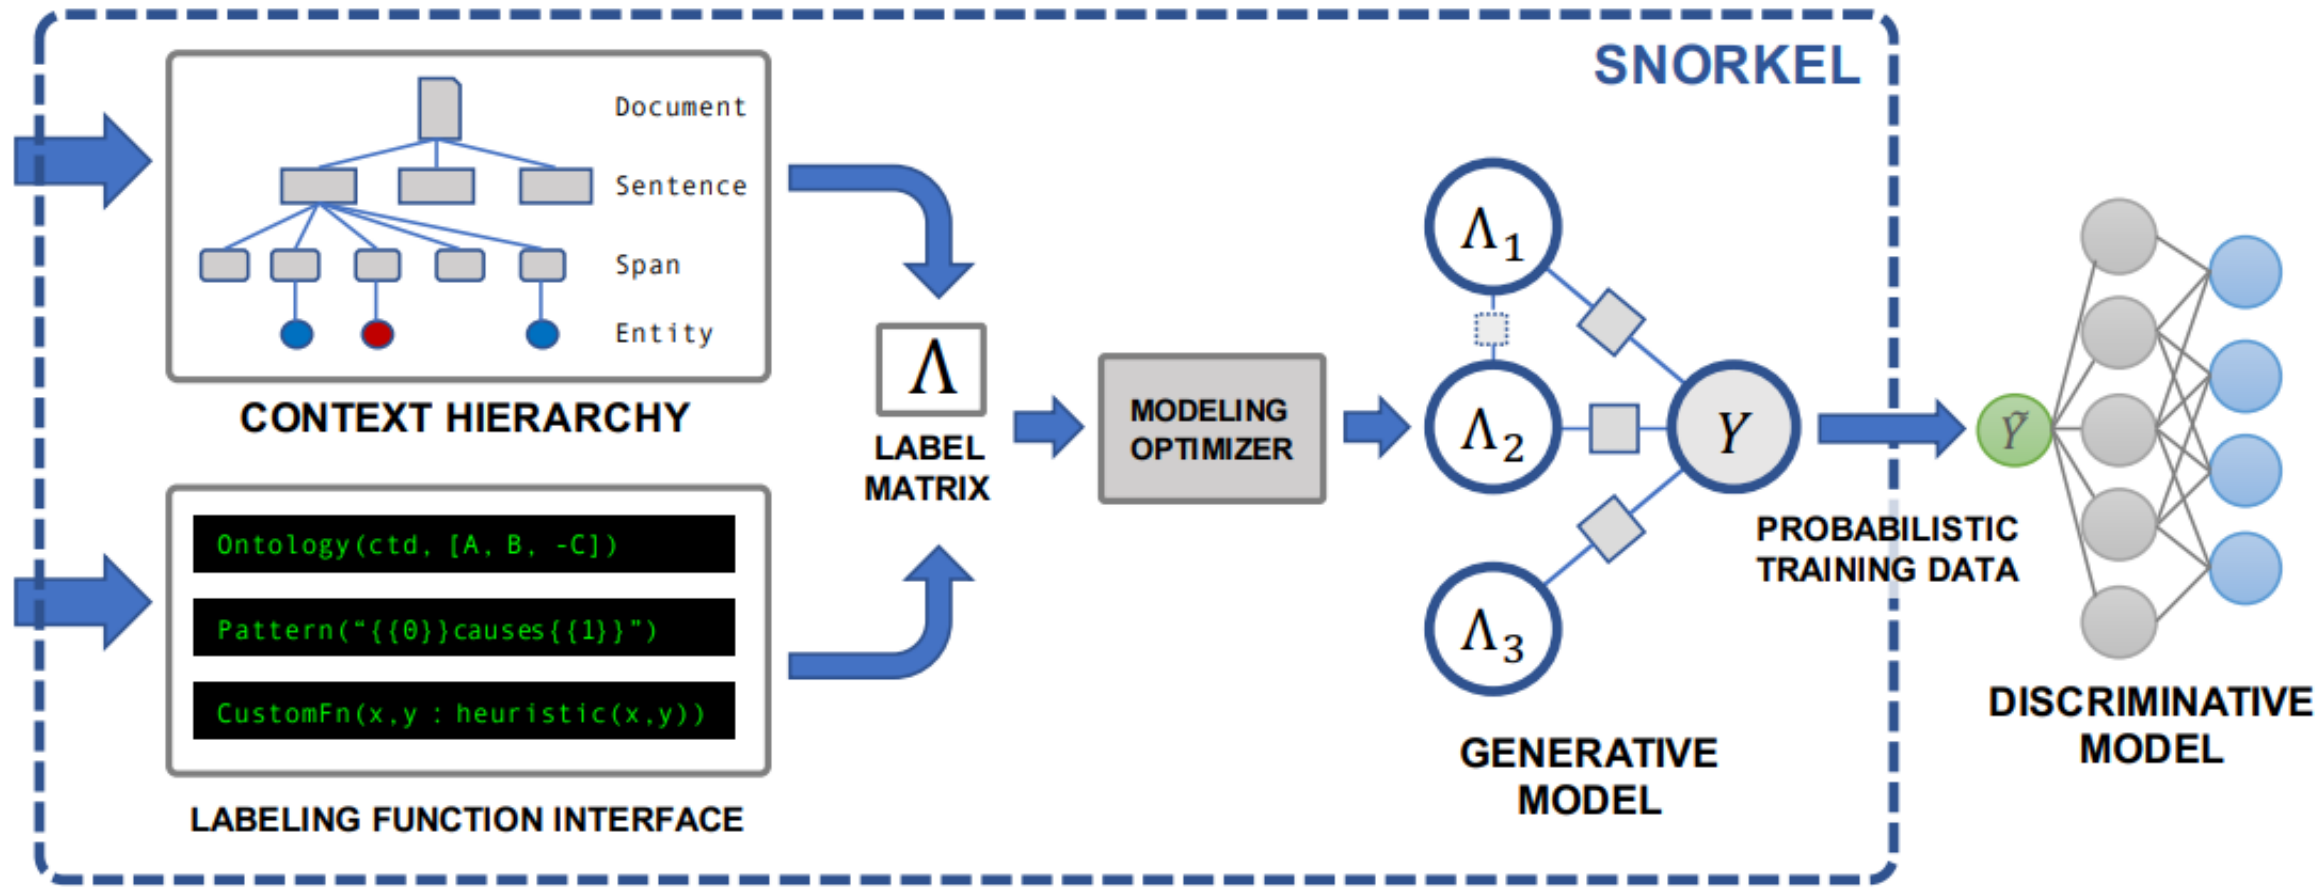 SNORKEL
Document
Sentence
Span
Entity
CONTEXT HIERARCHY
Ontology(ctd, [A, B, -C])
Pattern(“{{0}}causes{{1}}”)
CustomFn(x,y : heuristic(x,y))
LABELING FUNCTION INTERFACE
Λ
LABEL
MATRIX
MODELING
OPTIMIZER
Λ1
Λ2
Λ3
Y
GENERATIVE
MODEL
PROBABILISTIC
TRAINING DATA
Ỹ
DISCRIMINATIVE
MODEL